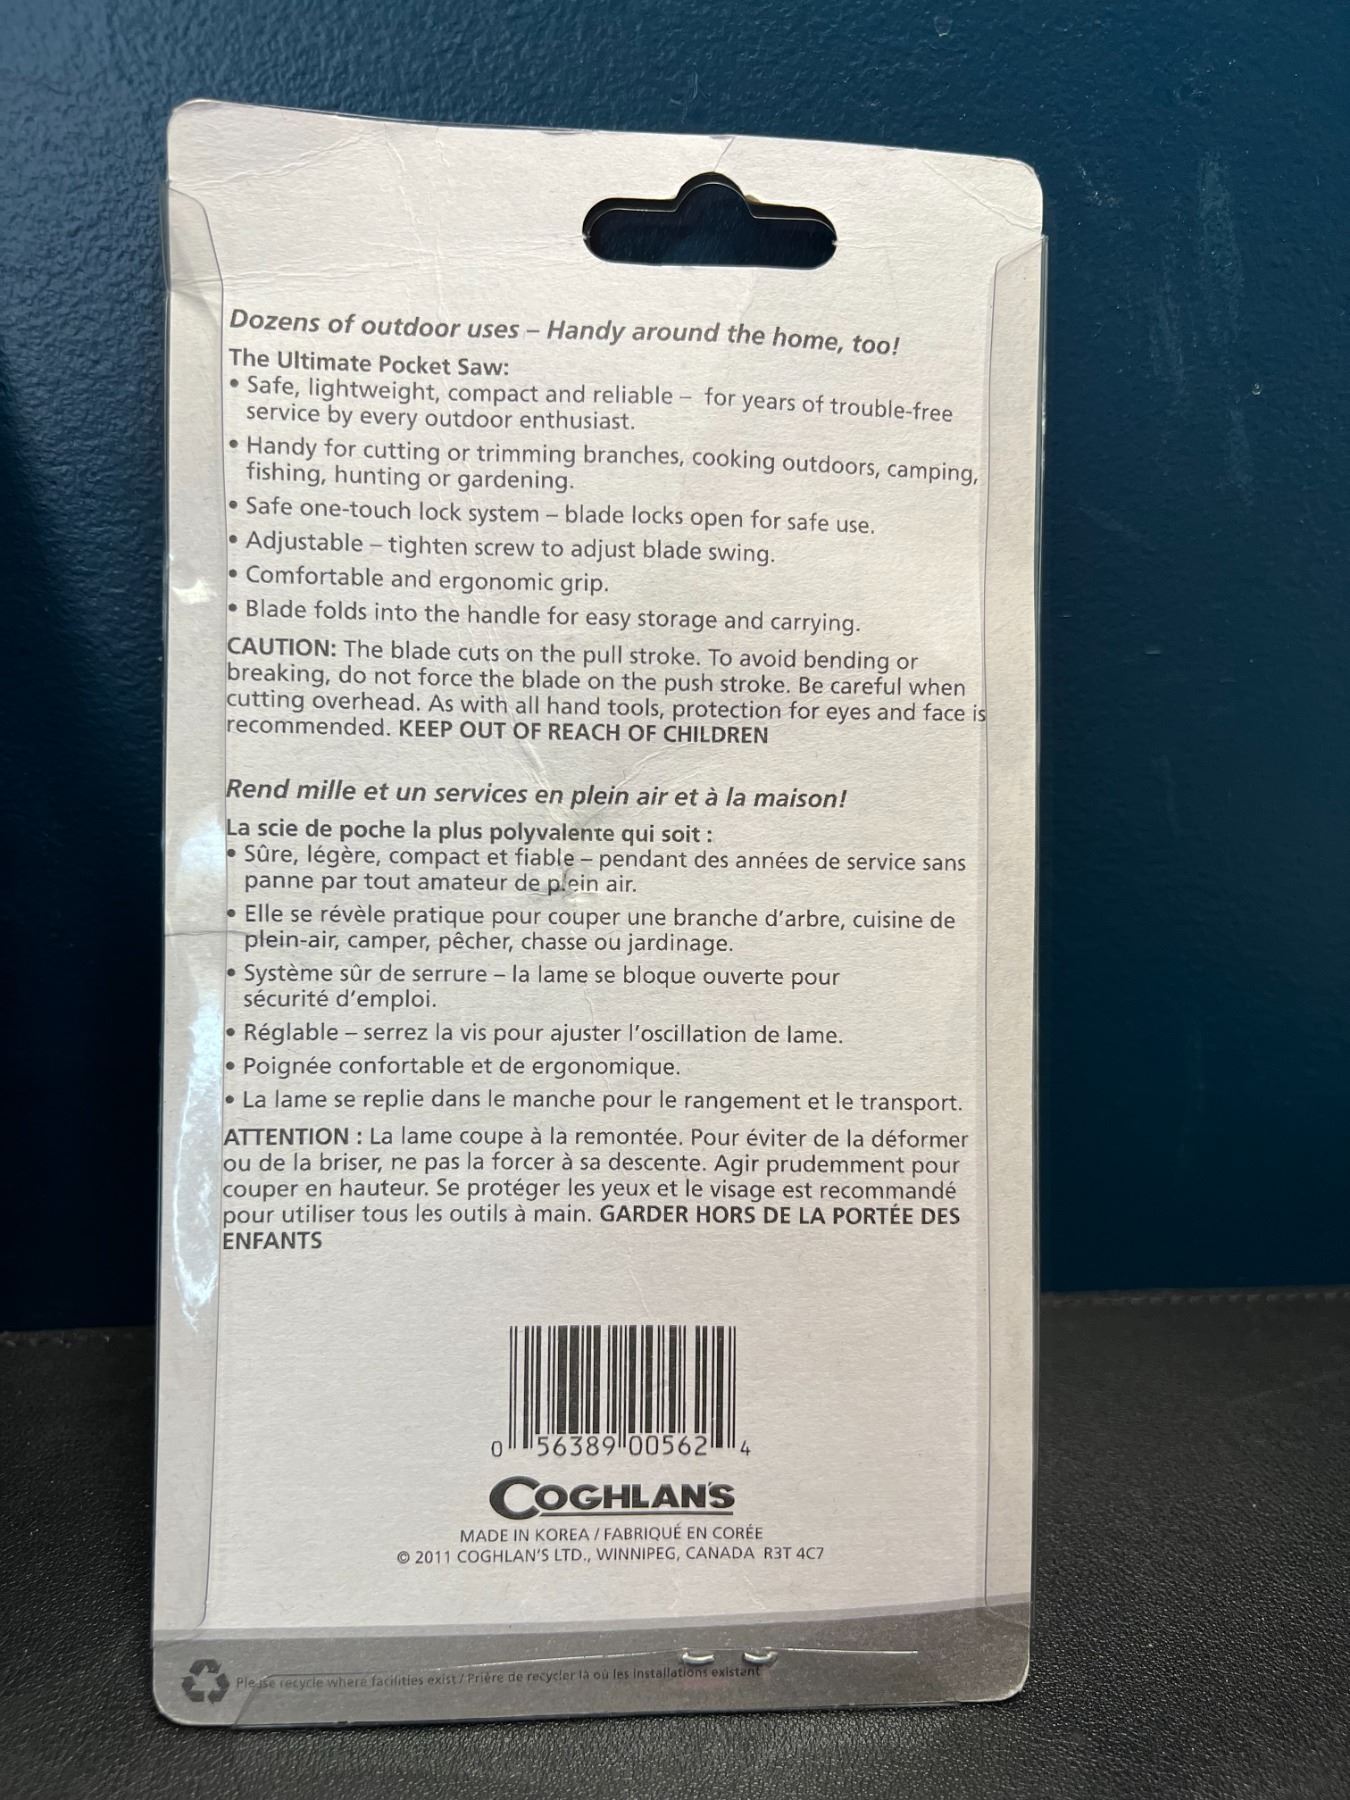 Dozens of outdoor uses – Handy around the home, too!
The Ultimate Pocket Saw:
• Safe, lightweight, compact and reliable – for years of trouble-free
service by every outdoor enthusiast.
• Handy for cutting or trimming branches, cooking outdoors, camping,
fishing, hunting or gardening.
• Safe one-touch lock system – blade locks open for safe use.
• Adjustable – tighten screw to adjust blade swing.
• Comfortable and ergonomic grip.
• Blade folds into the handle for easy storage and carrying.
CAUTION: The blade cuts on the pull stroke. To avoid bending or
breaking, do not force the blade on the push stroke. Be careful when
cutting overhead. As with all hand tools, protection for eyes and face is
recommended. KEEP OUT OF REACH OF CHILDREN
Rend mille et un services en plein air et à la maison!
La scie de poche la plus polyvalente qui soit :
• Sûre, légère, compact et fiable – pendant des années de service sans
panne par tout amateur de plein air.
• Elle se révèle pratique pour couper une branche d'arbre, cuisine de
plein-air, camper, pêcher, chasse ou jardinage.
• Système sûr de serrure – la lame se bloque ouverte pour
sécurité d'emploi.
• Réglable – serrez la vis pour ajuster l'oscillation de lame.
• Poignée confortable et de ergonomique.
• La lame se replie dans le manche pour le rangement et le transport.
ATTENTION : La lame coupe à la remontée. Pour éviter de la déformer
ou de la briser, ne pas la forcer à sa descente. Agir prudemment pour
couper en hauteur. Se protéger les yeux et le visage est recommandé
pour utiliser tous les outils à main. GARDER HORS DE LA PORTÉE DES
ENFANTS
0 56389 00562 4
COGHLAN'S
MADE IN KOREA / FABRIQUÉ EN CORÉE
© 2011 COGHLAN'S LTD., WINNIPEG, CANADA R3T 4C7
Please recycle where facilities exist / Prière de recycler là où les installations existent